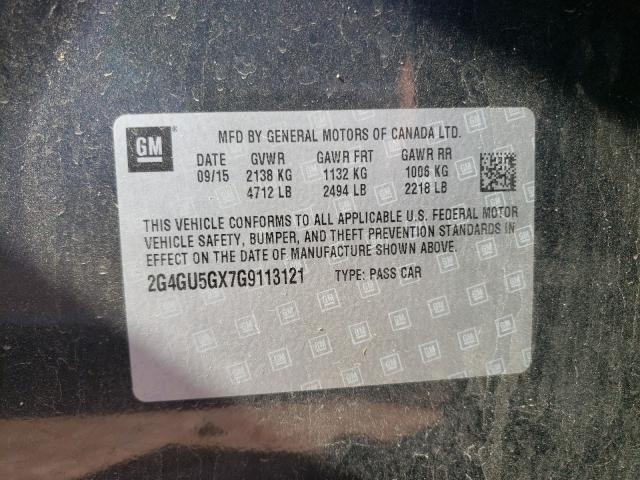 GM
MFD BY GENERAL MOTORS OF CANADA LTD.
DATE GVWR GAWR FRT GAWR RR
09/15 2138 KG 1132 KG 1006 KG
4712 LB 2494 LB 2218 LB
THIS VEHICLE CONFORMS TO ALL APPLICABLE U.S. FEDERAL MOTOR
VEHICLE SAFETY, BUMPER, AND THEFT PREVENTION STANDARDS IN
EFFECT ON THE DATE OF MANUFACTURE SHOWN ABOVE.
2G4GU5GX7G9113121 TYPE: PASS CAR